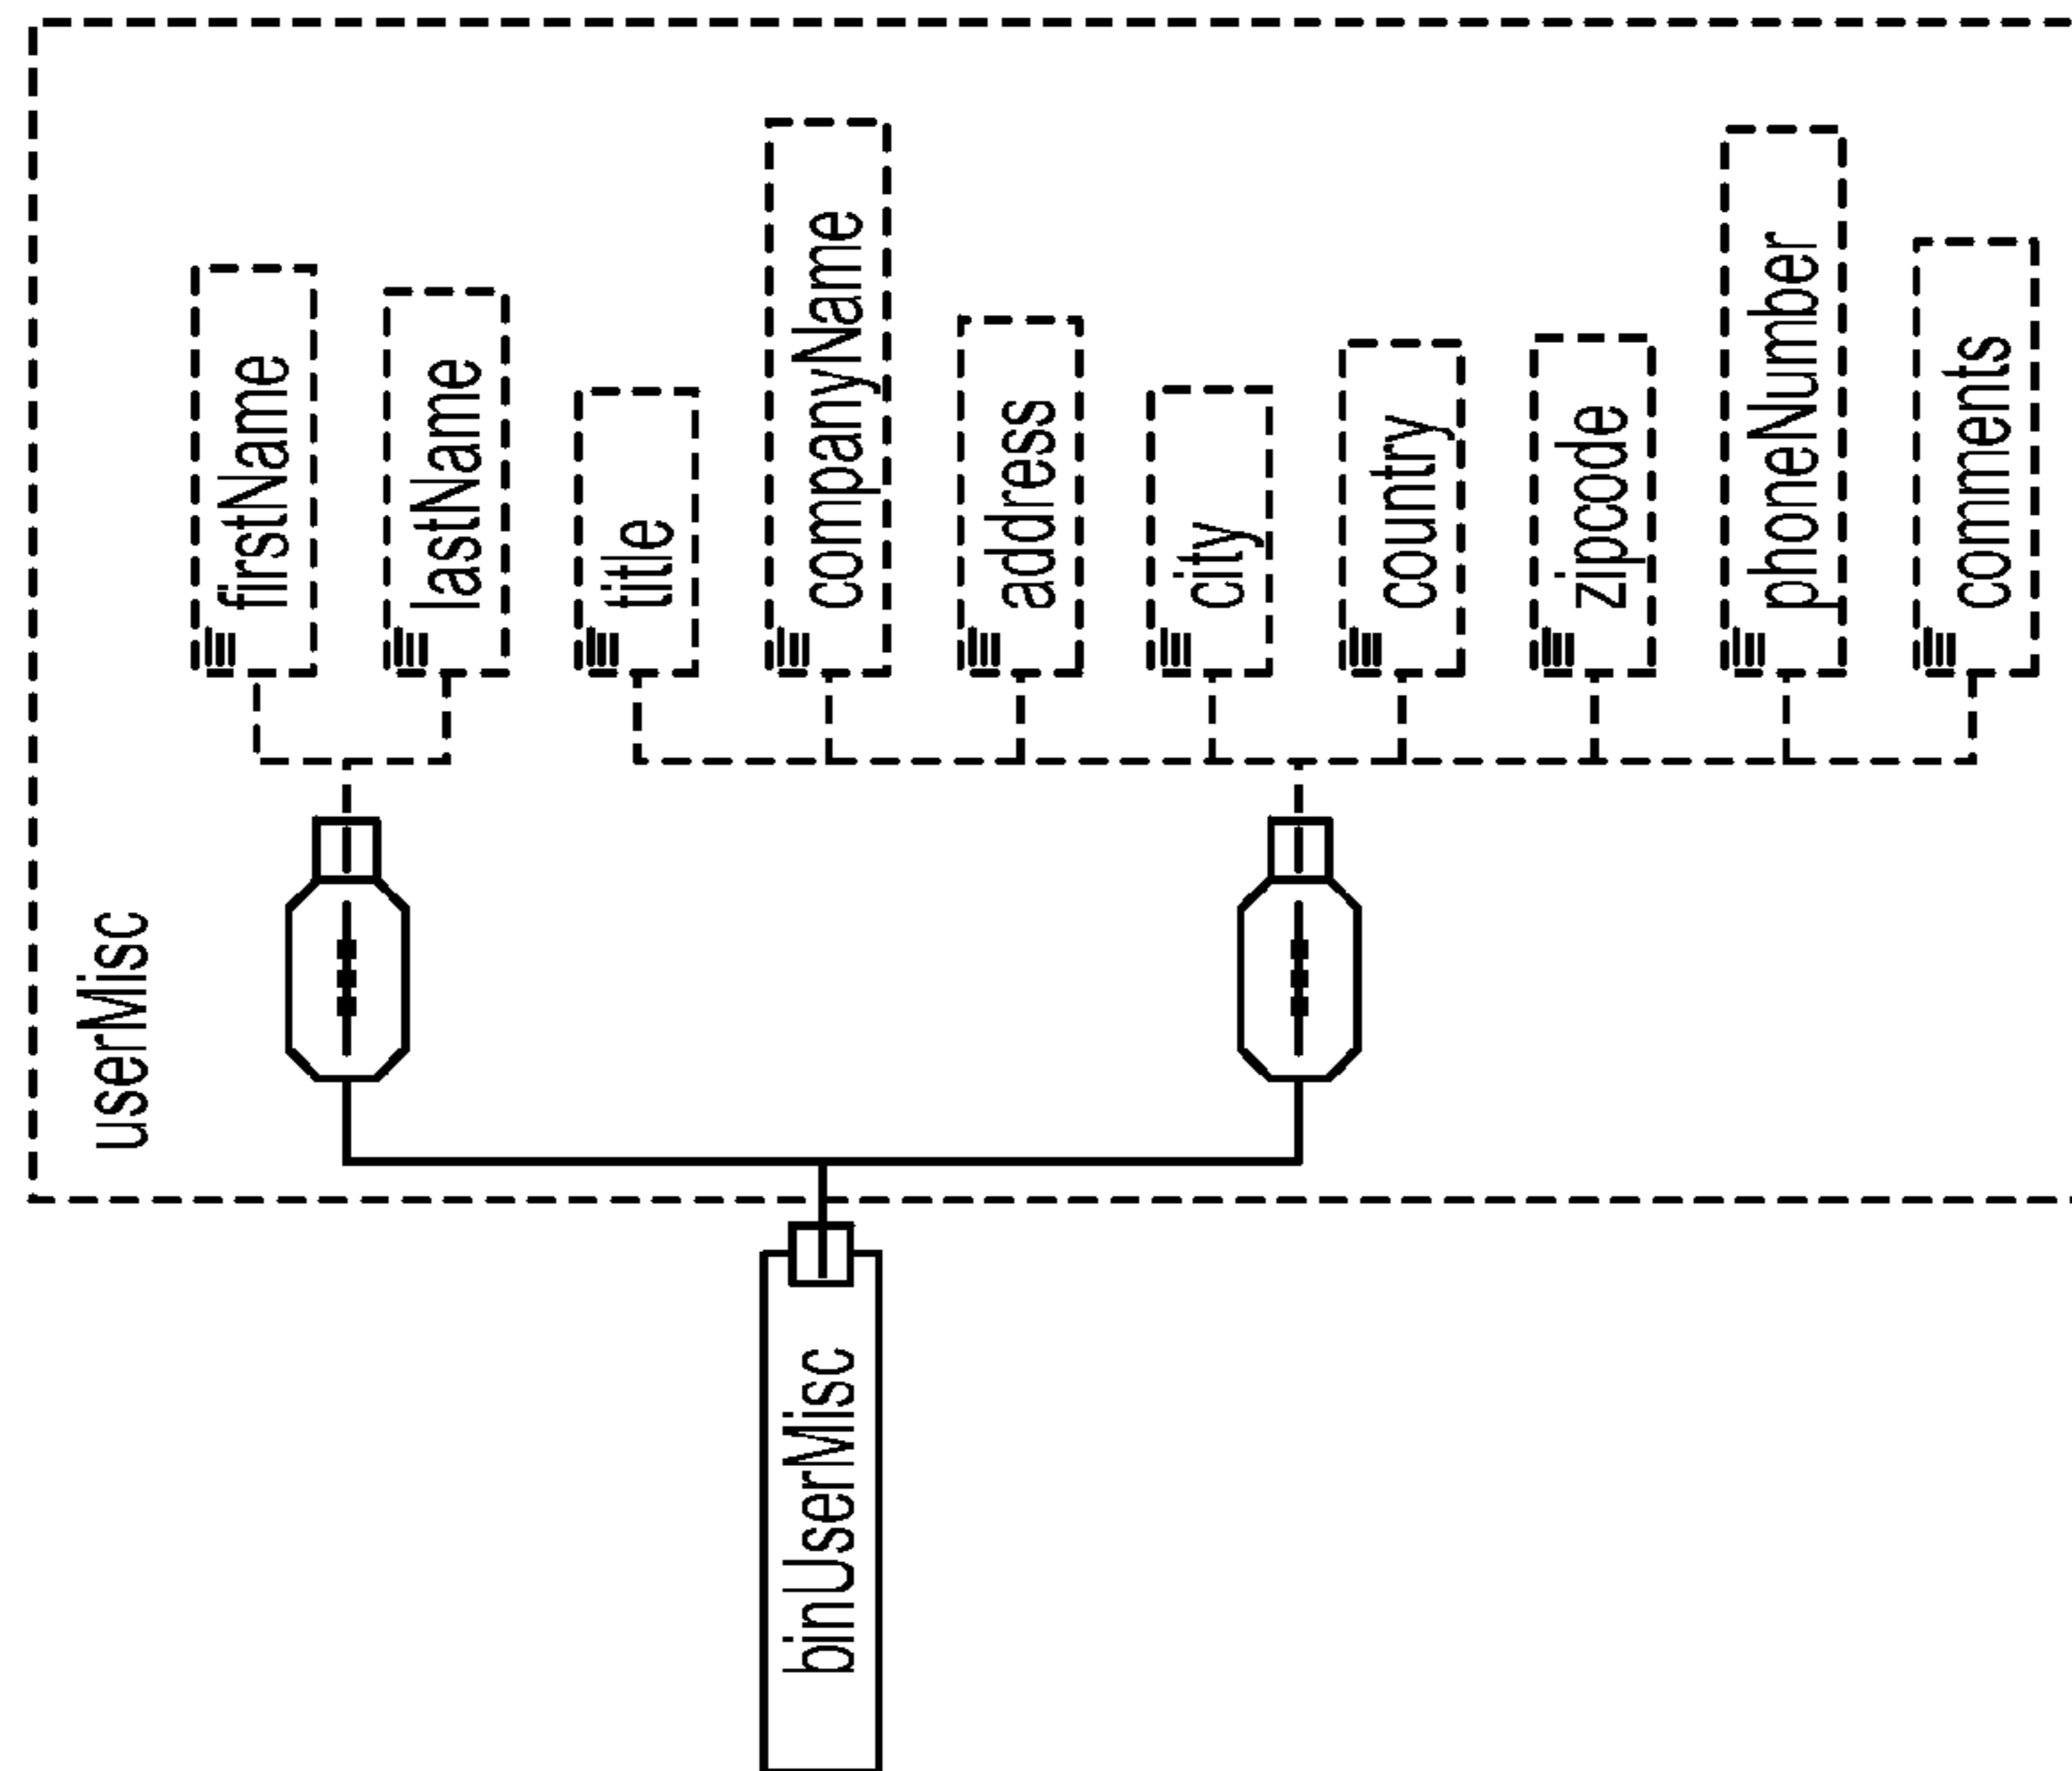 binUserMisc
userMisc
firstName
lastName
title
companyName
address
city
country
zipcode
phoneNumber
comments